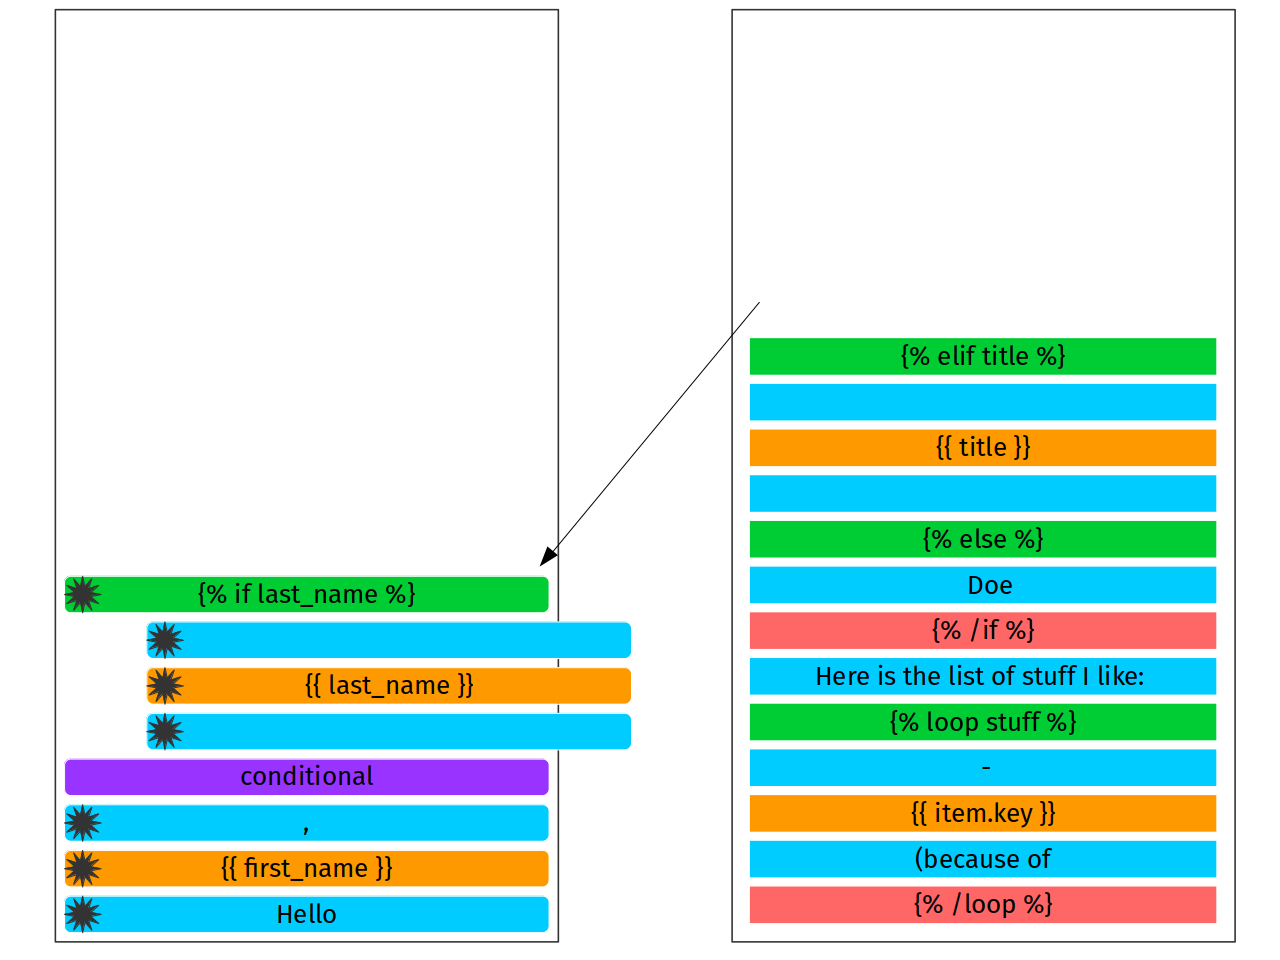 {% if last_name %}
{{ last_name }}
conditional
,
{{ first_name }}
Hello
{% elif title %}
{{ title }}
{% else %}
Doe
{% /if %}
Here is the list of stuff I like:
{% loop stuff %}
-
{{ item.key }}
(because of
{% /loop %}